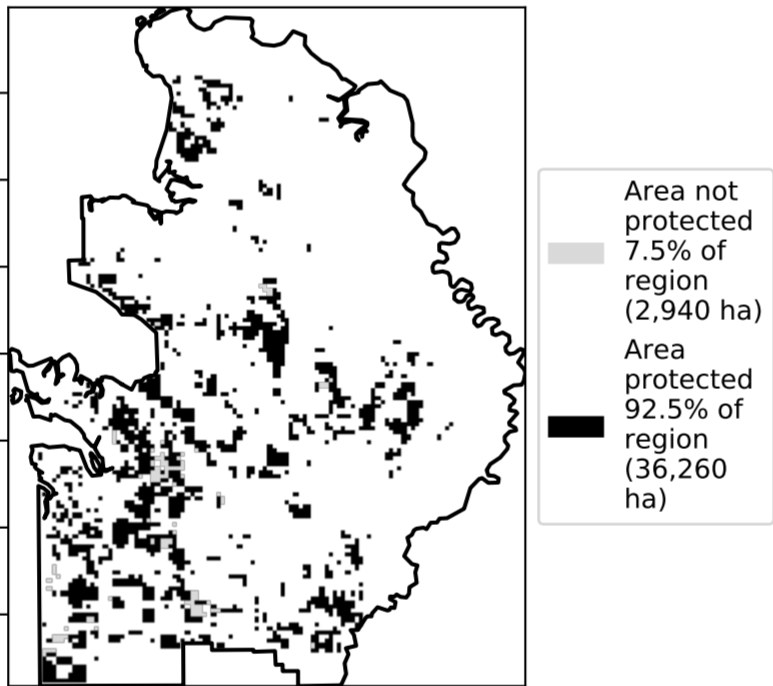 Area not
protected
7.5% of
region
(2,940 ha)
Area
protected
92.5% of
region
(36,260
ha)